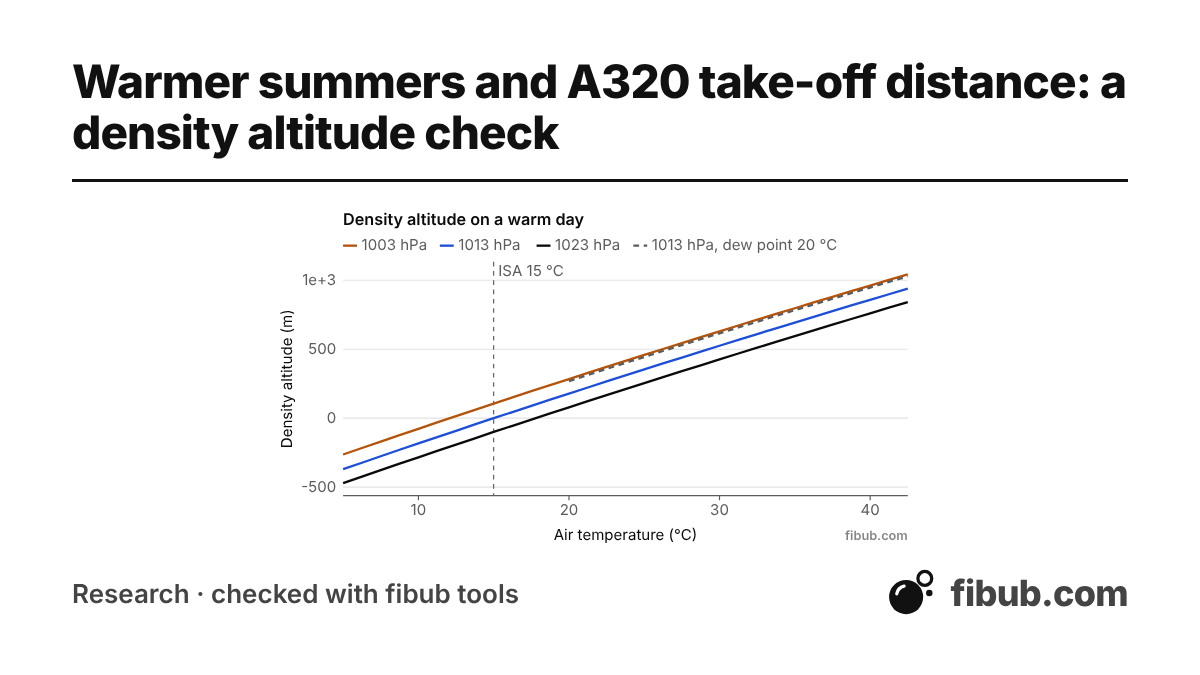 Warmer summers and A320 take-off distance: a
density altitude check
Density altitude on a warm day
1003 hPa 1013 hPa 1023 hPa 1013 hPa, dew point 20 °C
ISA 15 °C
1e+3
500
0
-500
Density altitude (m)
10 20 30 40
Air temperature (°C)
fibub.com
Research · checked with fibub tools
fibub.com